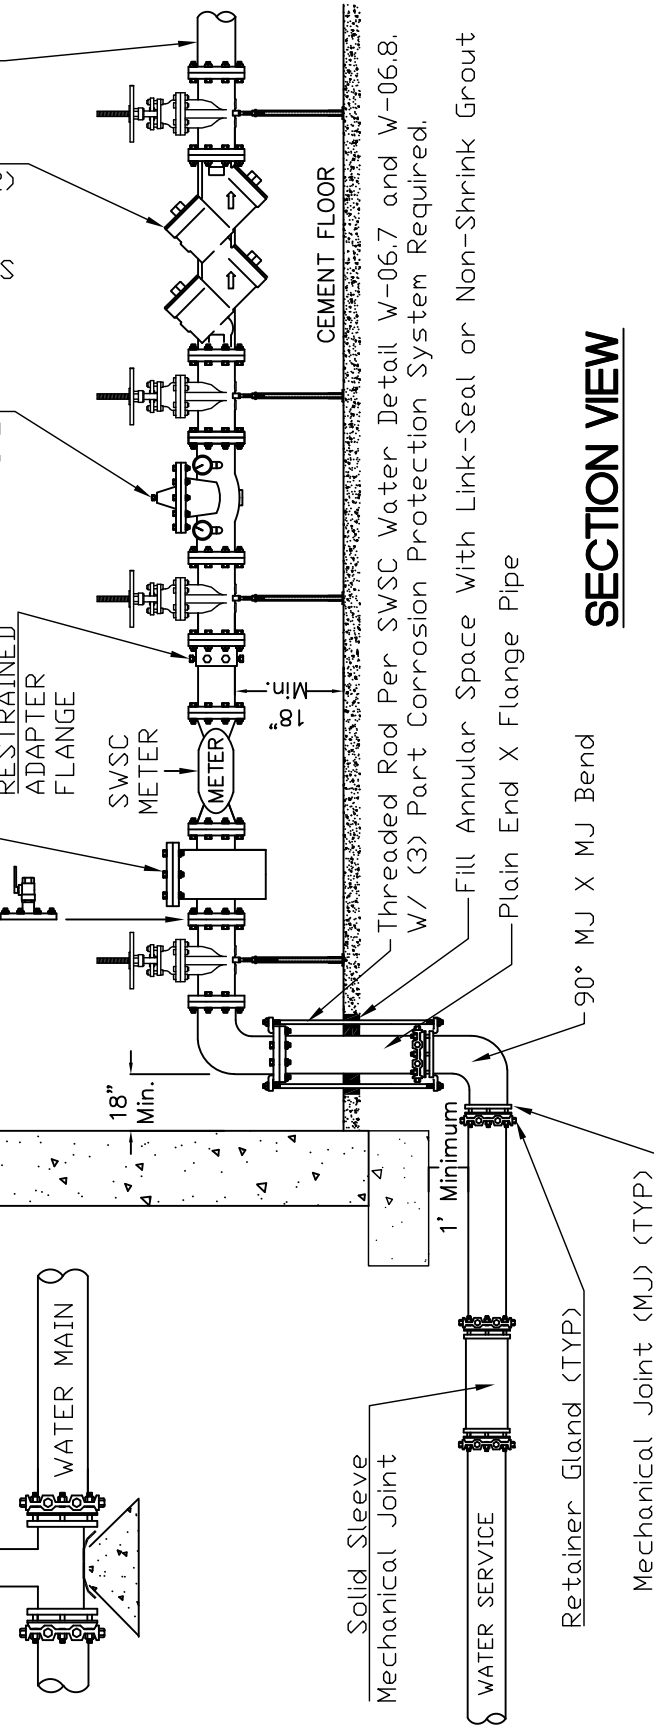 RESTRAINED
ADAPTER
FLANGE
SWSC
METER
METER
18"
Min.
CEMENT FLOOR
Threaded Rod Per SWSC Water Detail W-06.7 and W-06.8.
W/ (3) Part Corrosion Protection System Required.
Fill Annular Space With Link-Seal or Non-Shrink Grout
Plain End X Flange Pipe
90° MJ X MJ Bend
18"
Min.
1' Minimum
WATER MAIN
Solid Sleeve
Mechanical Joint
WATER SERVICE
Retainer Gland (TYP)
Mechanical Joint (MJ) (TYP)
SECTION VIEW